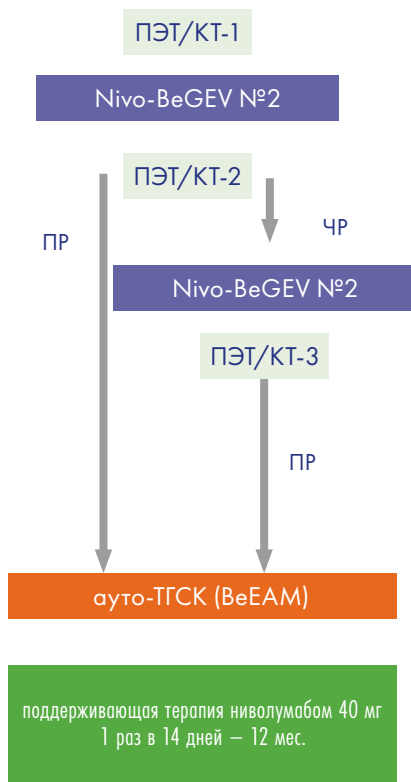 ПЭТ/КТ-1
Nivo-BeGEV №2
ПЭТ/КТ-2
ПР
ЧР
Nivo-BeGEV №2
ПЭТ/КТ-3
ПР
ауто-ТГСК (BeEAM)
поддерживающая терапия ниволумабом 40 мг
1 раз в 14 дней – 12 мес.